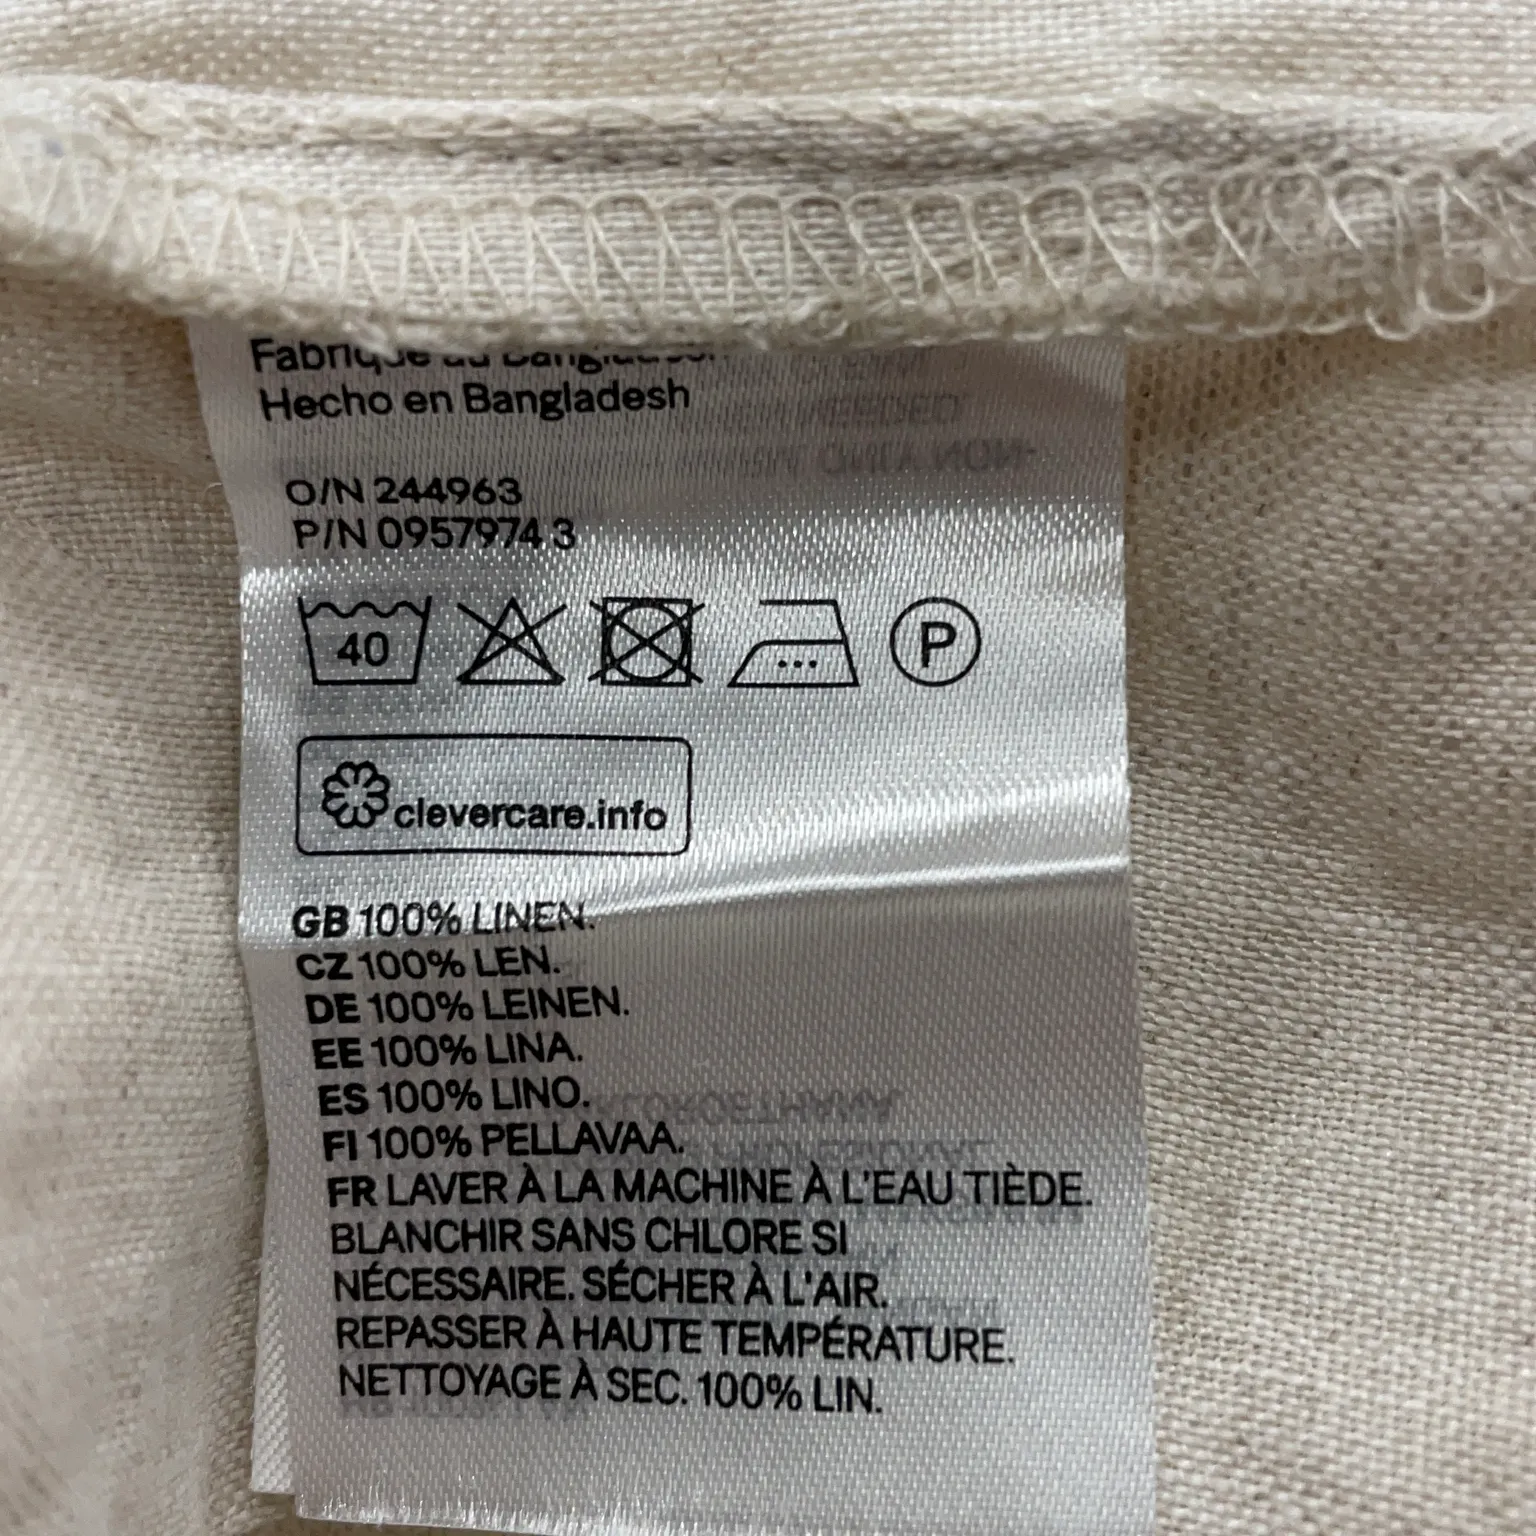 Hecho en Bangladesh
O/N 244963
P/N 0957974 3
40
P
clevercare.info
GB 100% LINEN.
CZ 100% LEN.
DE 100% LEINEN.
EE 100% LINA.
ES 100% LINO.
FI 100% PELLAVAA.
FR LAVER À LA MACHINE À L'EAU TIÈDE.
BLANCHIR SANS CHLORE SI
NÉCESSAIRE. SÉCHER À L'AIR.
REPASSER À HAUTE TEMPÉRATURE.
NETTOYAGE À SEC. 100% LIN.